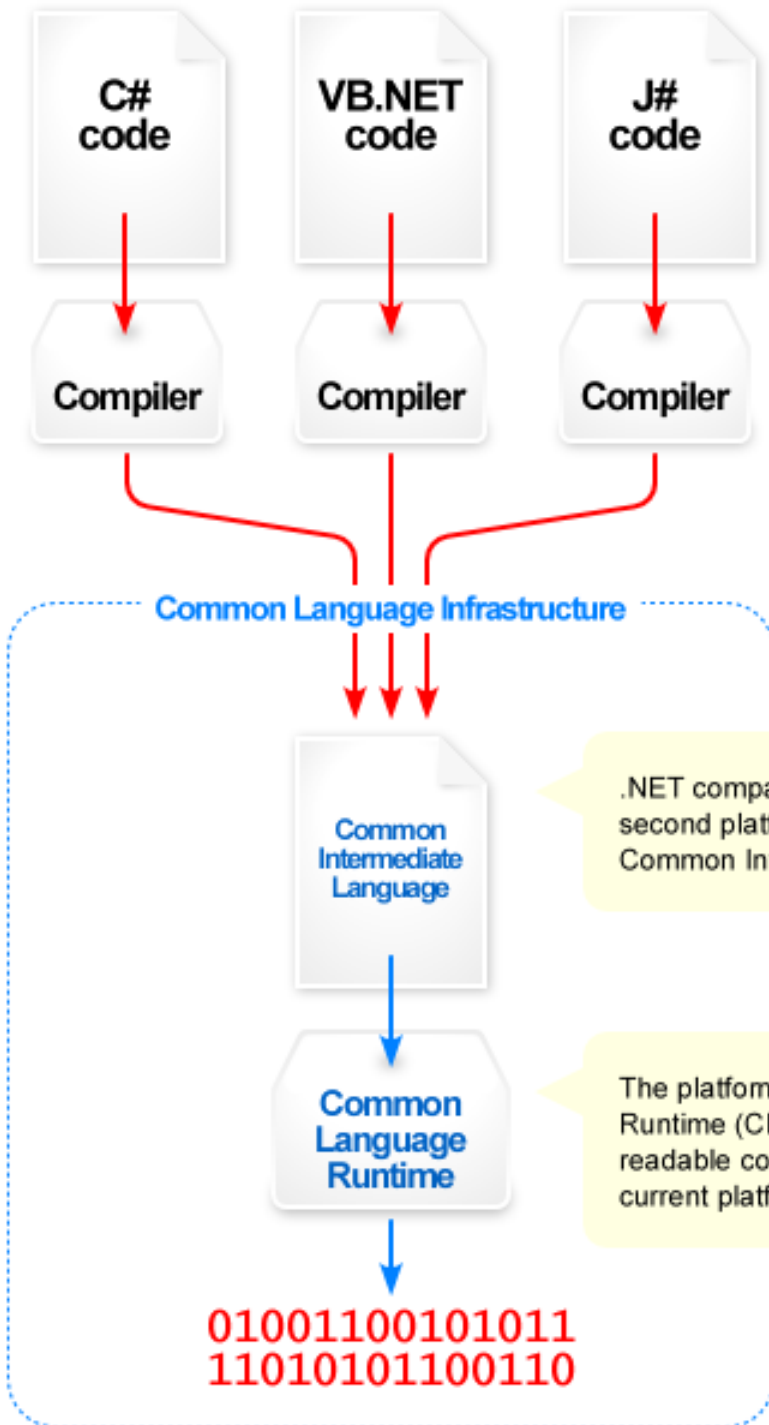 C#
code
VB.NET
code
J#
code
Compiler
Compiler
Compiler
Common Language Infrastructure
Common
Intermediate
Language
.NET compa
second platf
Common In
Common
Language
Runtime
The platform
Runtime (CL
readable co
current platf
01001100101011
11010101100110